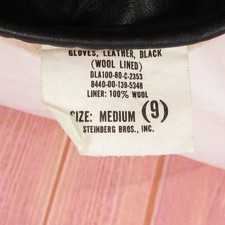 GLOVES, LEATHER, BLACK
(WOOL LINED)
DLA100-80-C-2353
8440-00-139-5348
LINER: 100% WOOL
SIZE: MEDIUM (9)
STEINBERG BROS., INC.